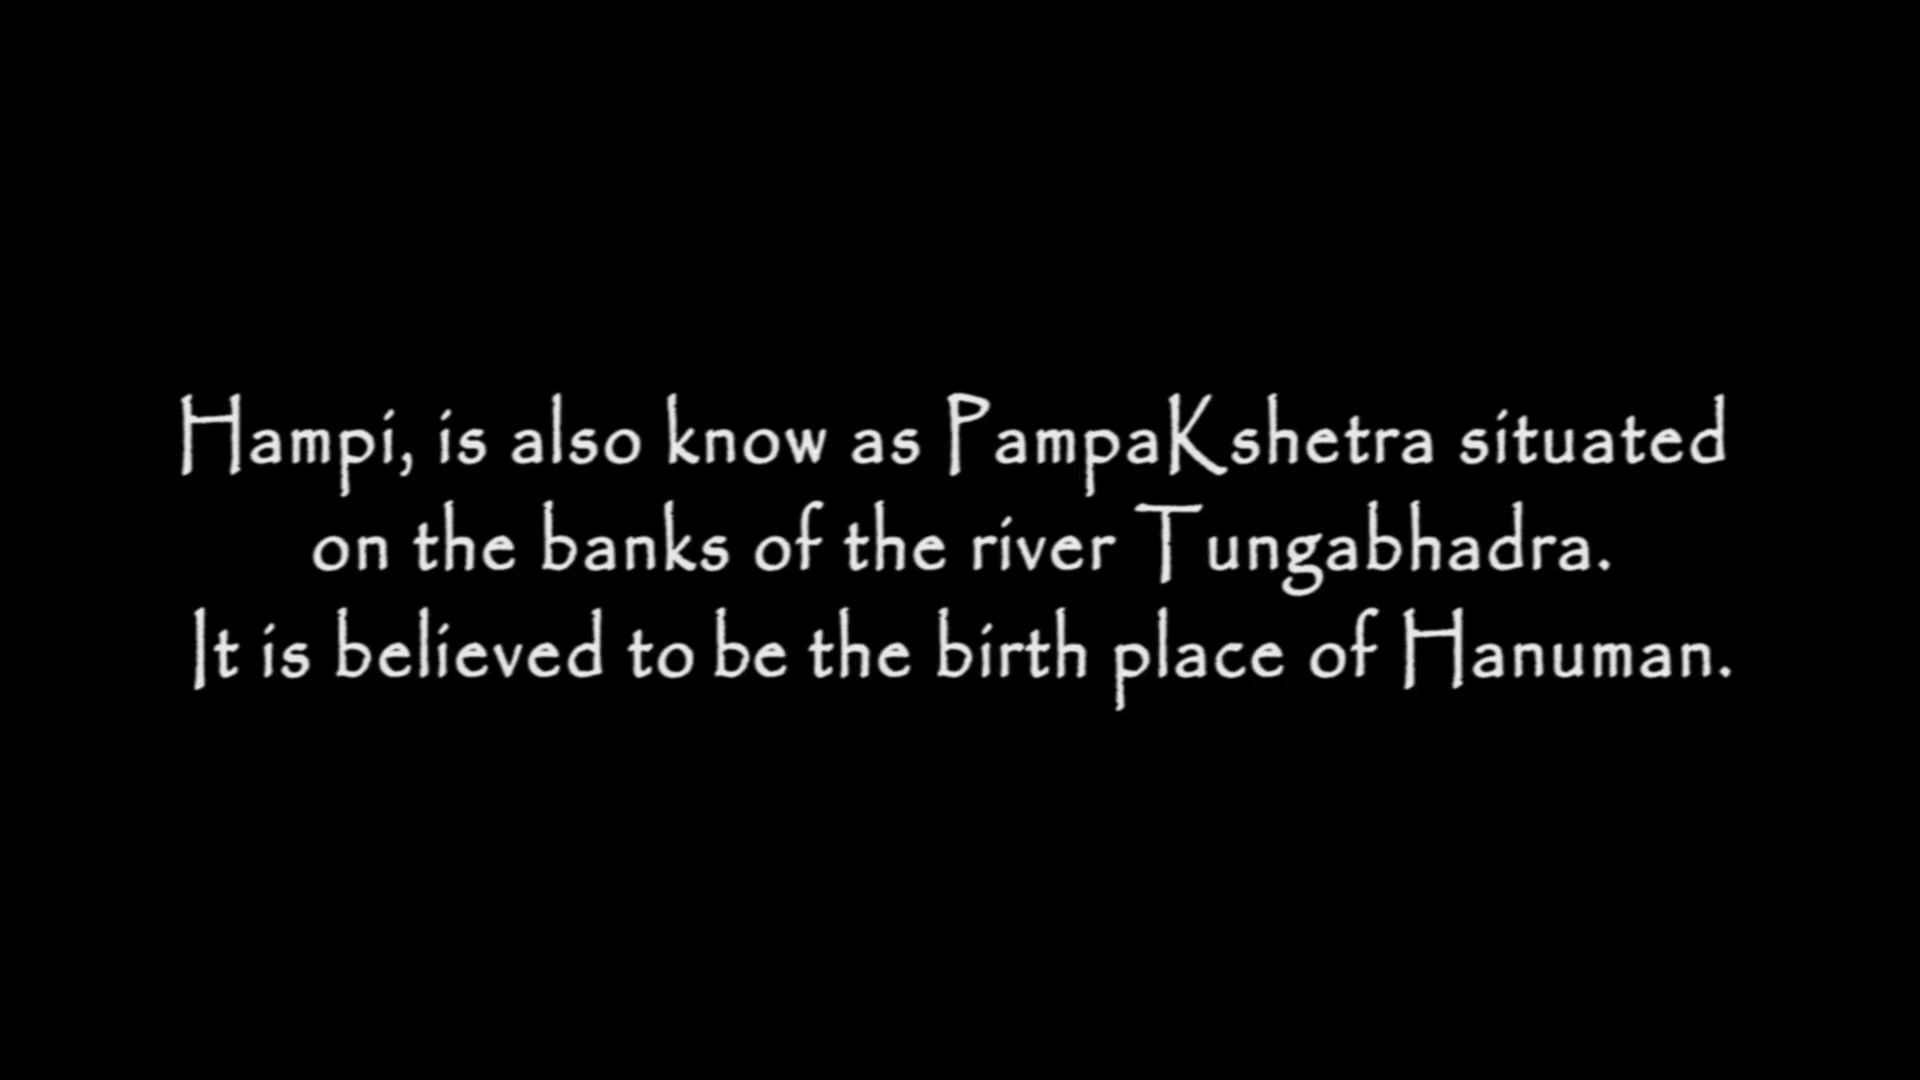 Hampi, is also know as PampaKshetra situated
on the banks of the river Tungabhadra.
It is believed to be the birth place of Hanuman.